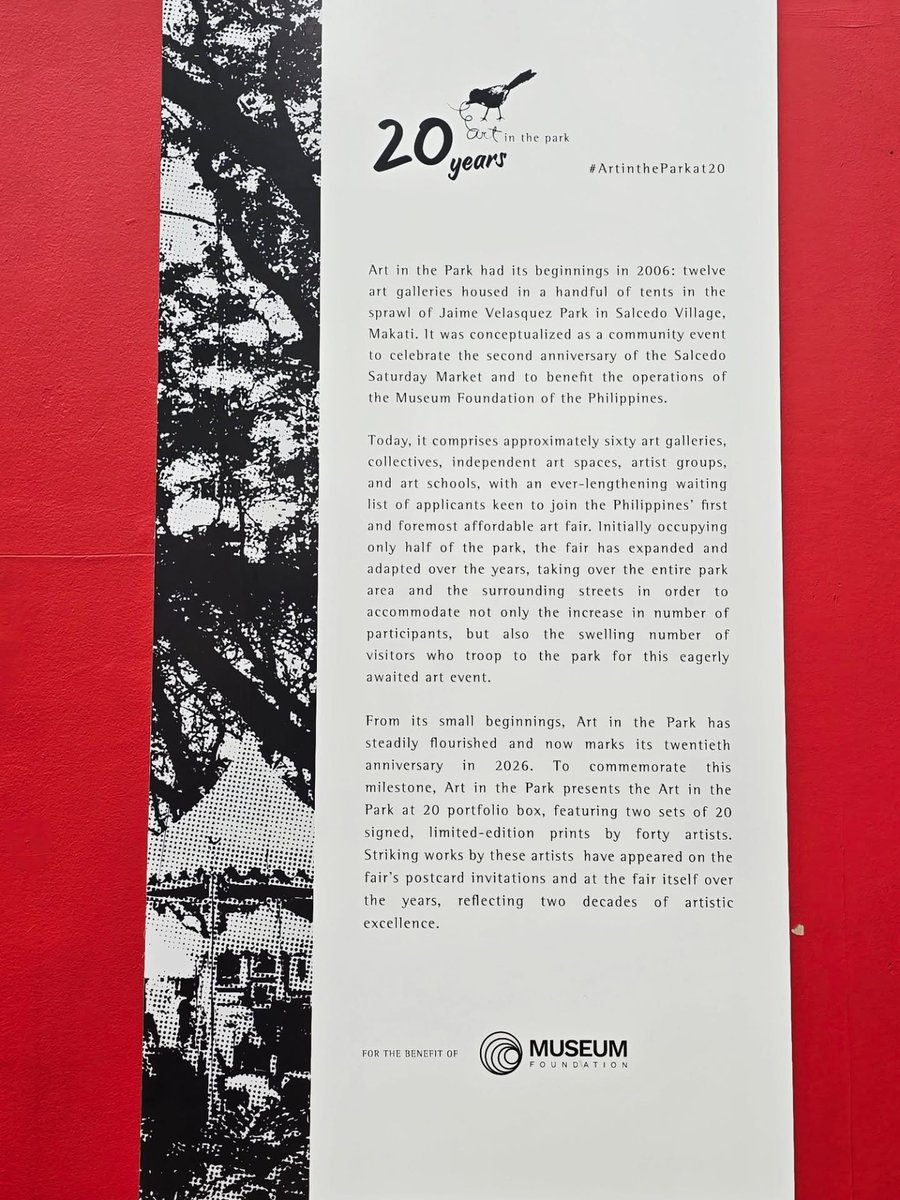 20 years
art in the park
#ArtintheParkat20
Art in the Park had its beginnings in 2006: twelve
art galleries housed in a handful of tents in the
sprawl of Jaime Velasquez Park in Salcedo Village,
Makati. It was conceptualized as a community event
to celebrate the second anniversary of the Salcedo
Saturday Market and to benefit the operations of
the Museum Foundation of the Philippines.
Today, it comprises approximately sixty art galleries,
collectives, independent art spaces, artist groups,
and art schools, with an ever-lengthening waiting
list of applicants keen to join the Philippines' first
and foremost affordable art fair. Initially occupying
only half of the park, the fair has expanded and
adapted over the years, taking over the entire park
area and the surrounding streets in order to
accommodate not only the increase in number of
participants, but also the swelling number of
visitors who troop to the park for this eagerly
awaited art event.
From its small beginnings, Art in the Park has
steadily flourished and now marks its twentieth
anniversary in 2026. To commemorate this
milestone, Art in the Park presents the Art in the
Park at 20 portfolio box, featuring two sets of 20
signed, limited-edition prints by forty artists.
Striking works by these artists have appeared on the
fair's postcard invitations and at the fair itself over
the years, reflecting two decades of artistic
excellence.
FOR THE BENEFIT OF
MUSEUM
FOUNDATION